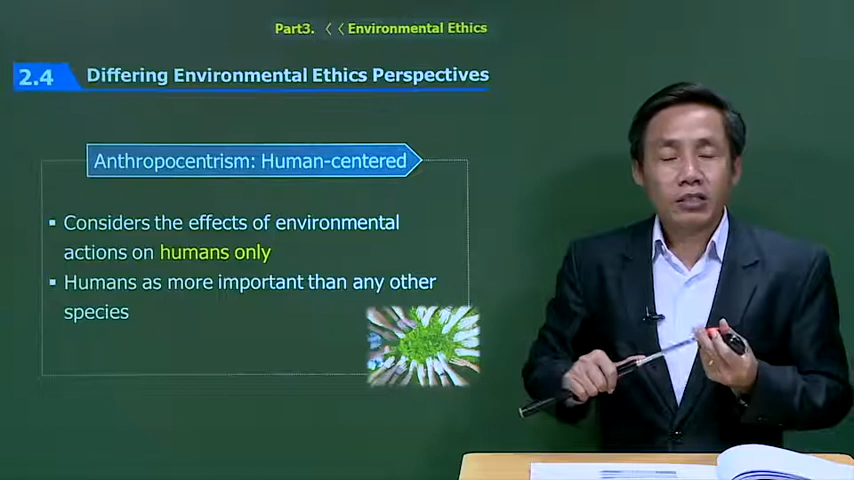 Part3. 〈〈 Environmental Ethics
2.4 Differing Environmental Ethics Perspectives
Anthropocentrism: Human-centered
▪ Considers the effects of environmental
actions on humans only
▪ Humans as more important than any other
species